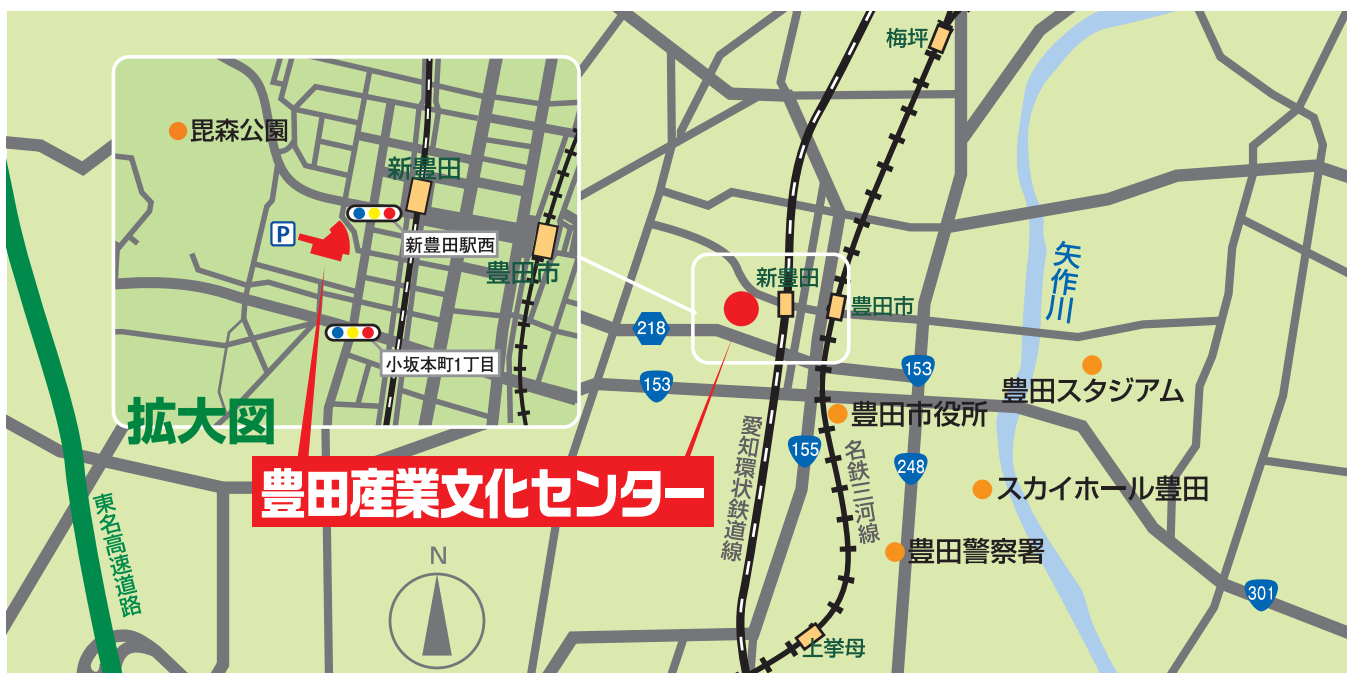 梅坪
毘森公園
新豊田
P
新豊田駅西
豊田市
矢作川
新豊田
豊田市
218
小坂本町1丁目
153
153
豊田スタジアム
拡大図
豊田市役所
愛知環状鉄道線
155
名鉄三河線
248
豊田産業文化センター
スカイホール豊田
東名高速道路
豊田警察署
N
301
上挙母